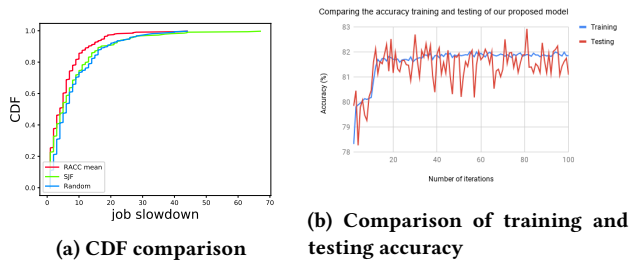 1.0
0.8
0.6
0.4
0.2
0.0
CDF
RACC mean
SJF
Random
0 10 20 30 40 50 60 70
job slowdown
(a) CDF comparison
Comparing the accuracy training and testing of our proposed model
Training
Testing
83
82
81
80
79
78
Accuracy (%)
20 40 60 80 100
Number of iterations
(b) Comparison of training and
testing accuracy